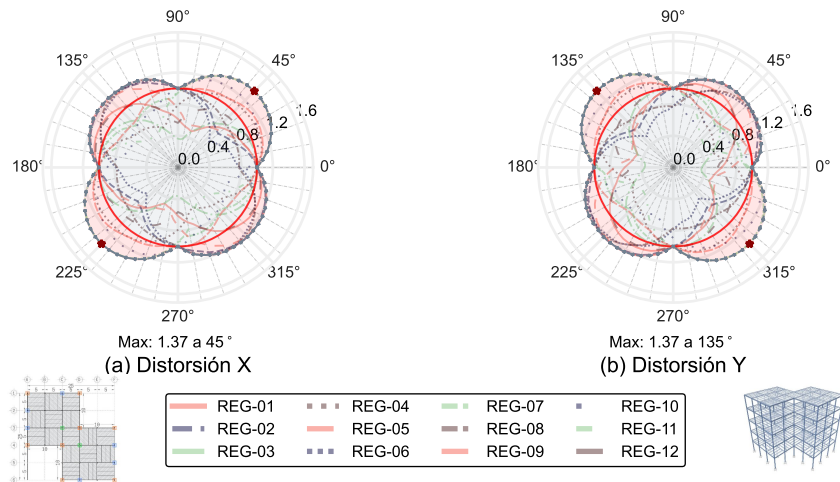 90°
135°
45°
180°
0°
225°
315°
270°
0.0
0.4
0.8
1.2
1.6
Max: 1.37 a 45°
(a) Distorsión X
90°
135°
45°
180°
0°
225°
315°
270°
0.0
0.4
0.8
1.2
1.6
Max: 1.37 a 135°
(b) Distorsión Y
REG-01
REG-02
REG-03
REG-04
REG-05
REG-06
REG-07
REG-08
REG-09
REG-10
REG-11
REG-12